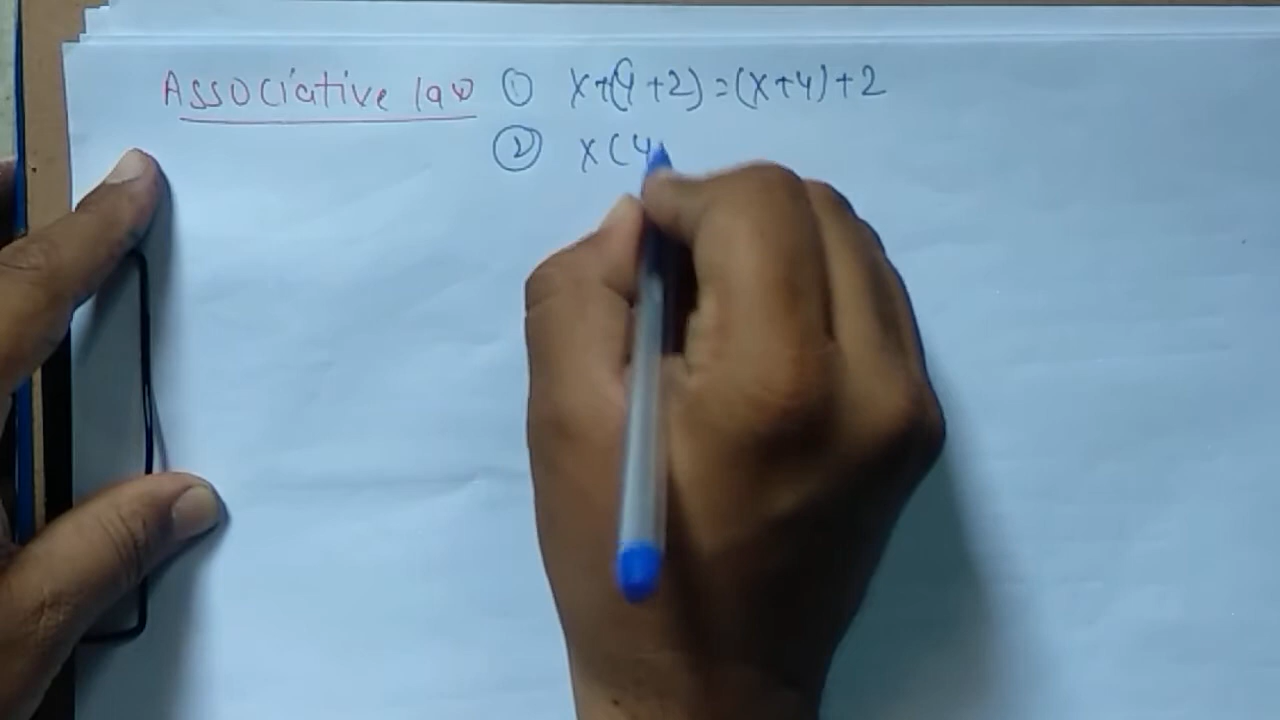 Associative law ① x+(y+z)=(x+y)+z
② x(y